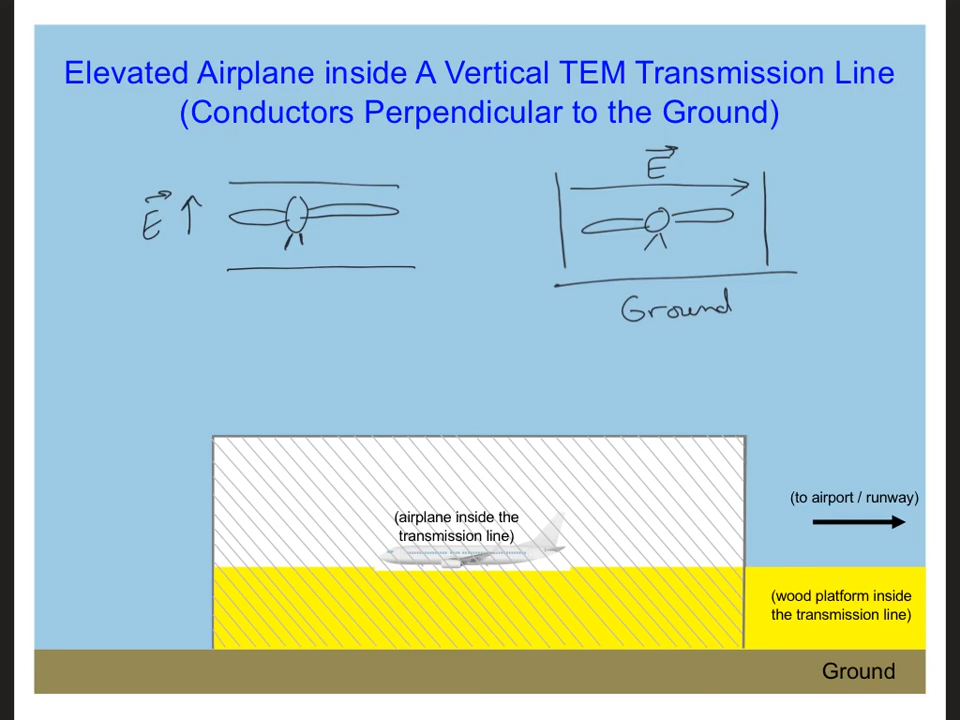 Elevated Airplane inside A Vertical TEM Transmission Line
(Conductors Perpendicular to the Ground)
E
E
Ground
(to airport / runway)
(airplane inside the
transmission line)
(wood platform inside
the transmission line)
Ground